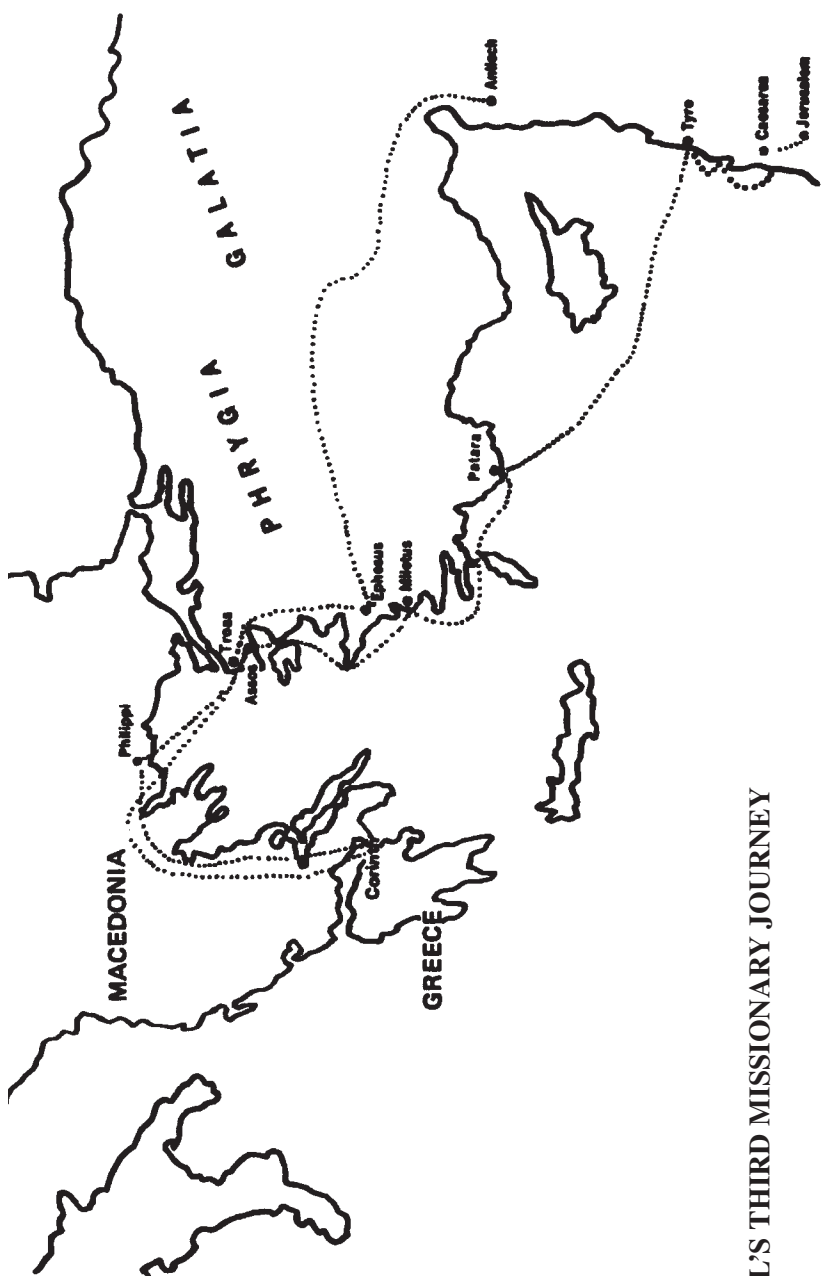 MACEDONIA
GREECE
PHRYGIA
GALATIA
Philippi
Troas
Assos
Corinth
Ephesus
Miletus
Patara
Antioch
Tyre
Caesarea
Jerusalem
L'S THIRD MISSIONARY JOURNEY